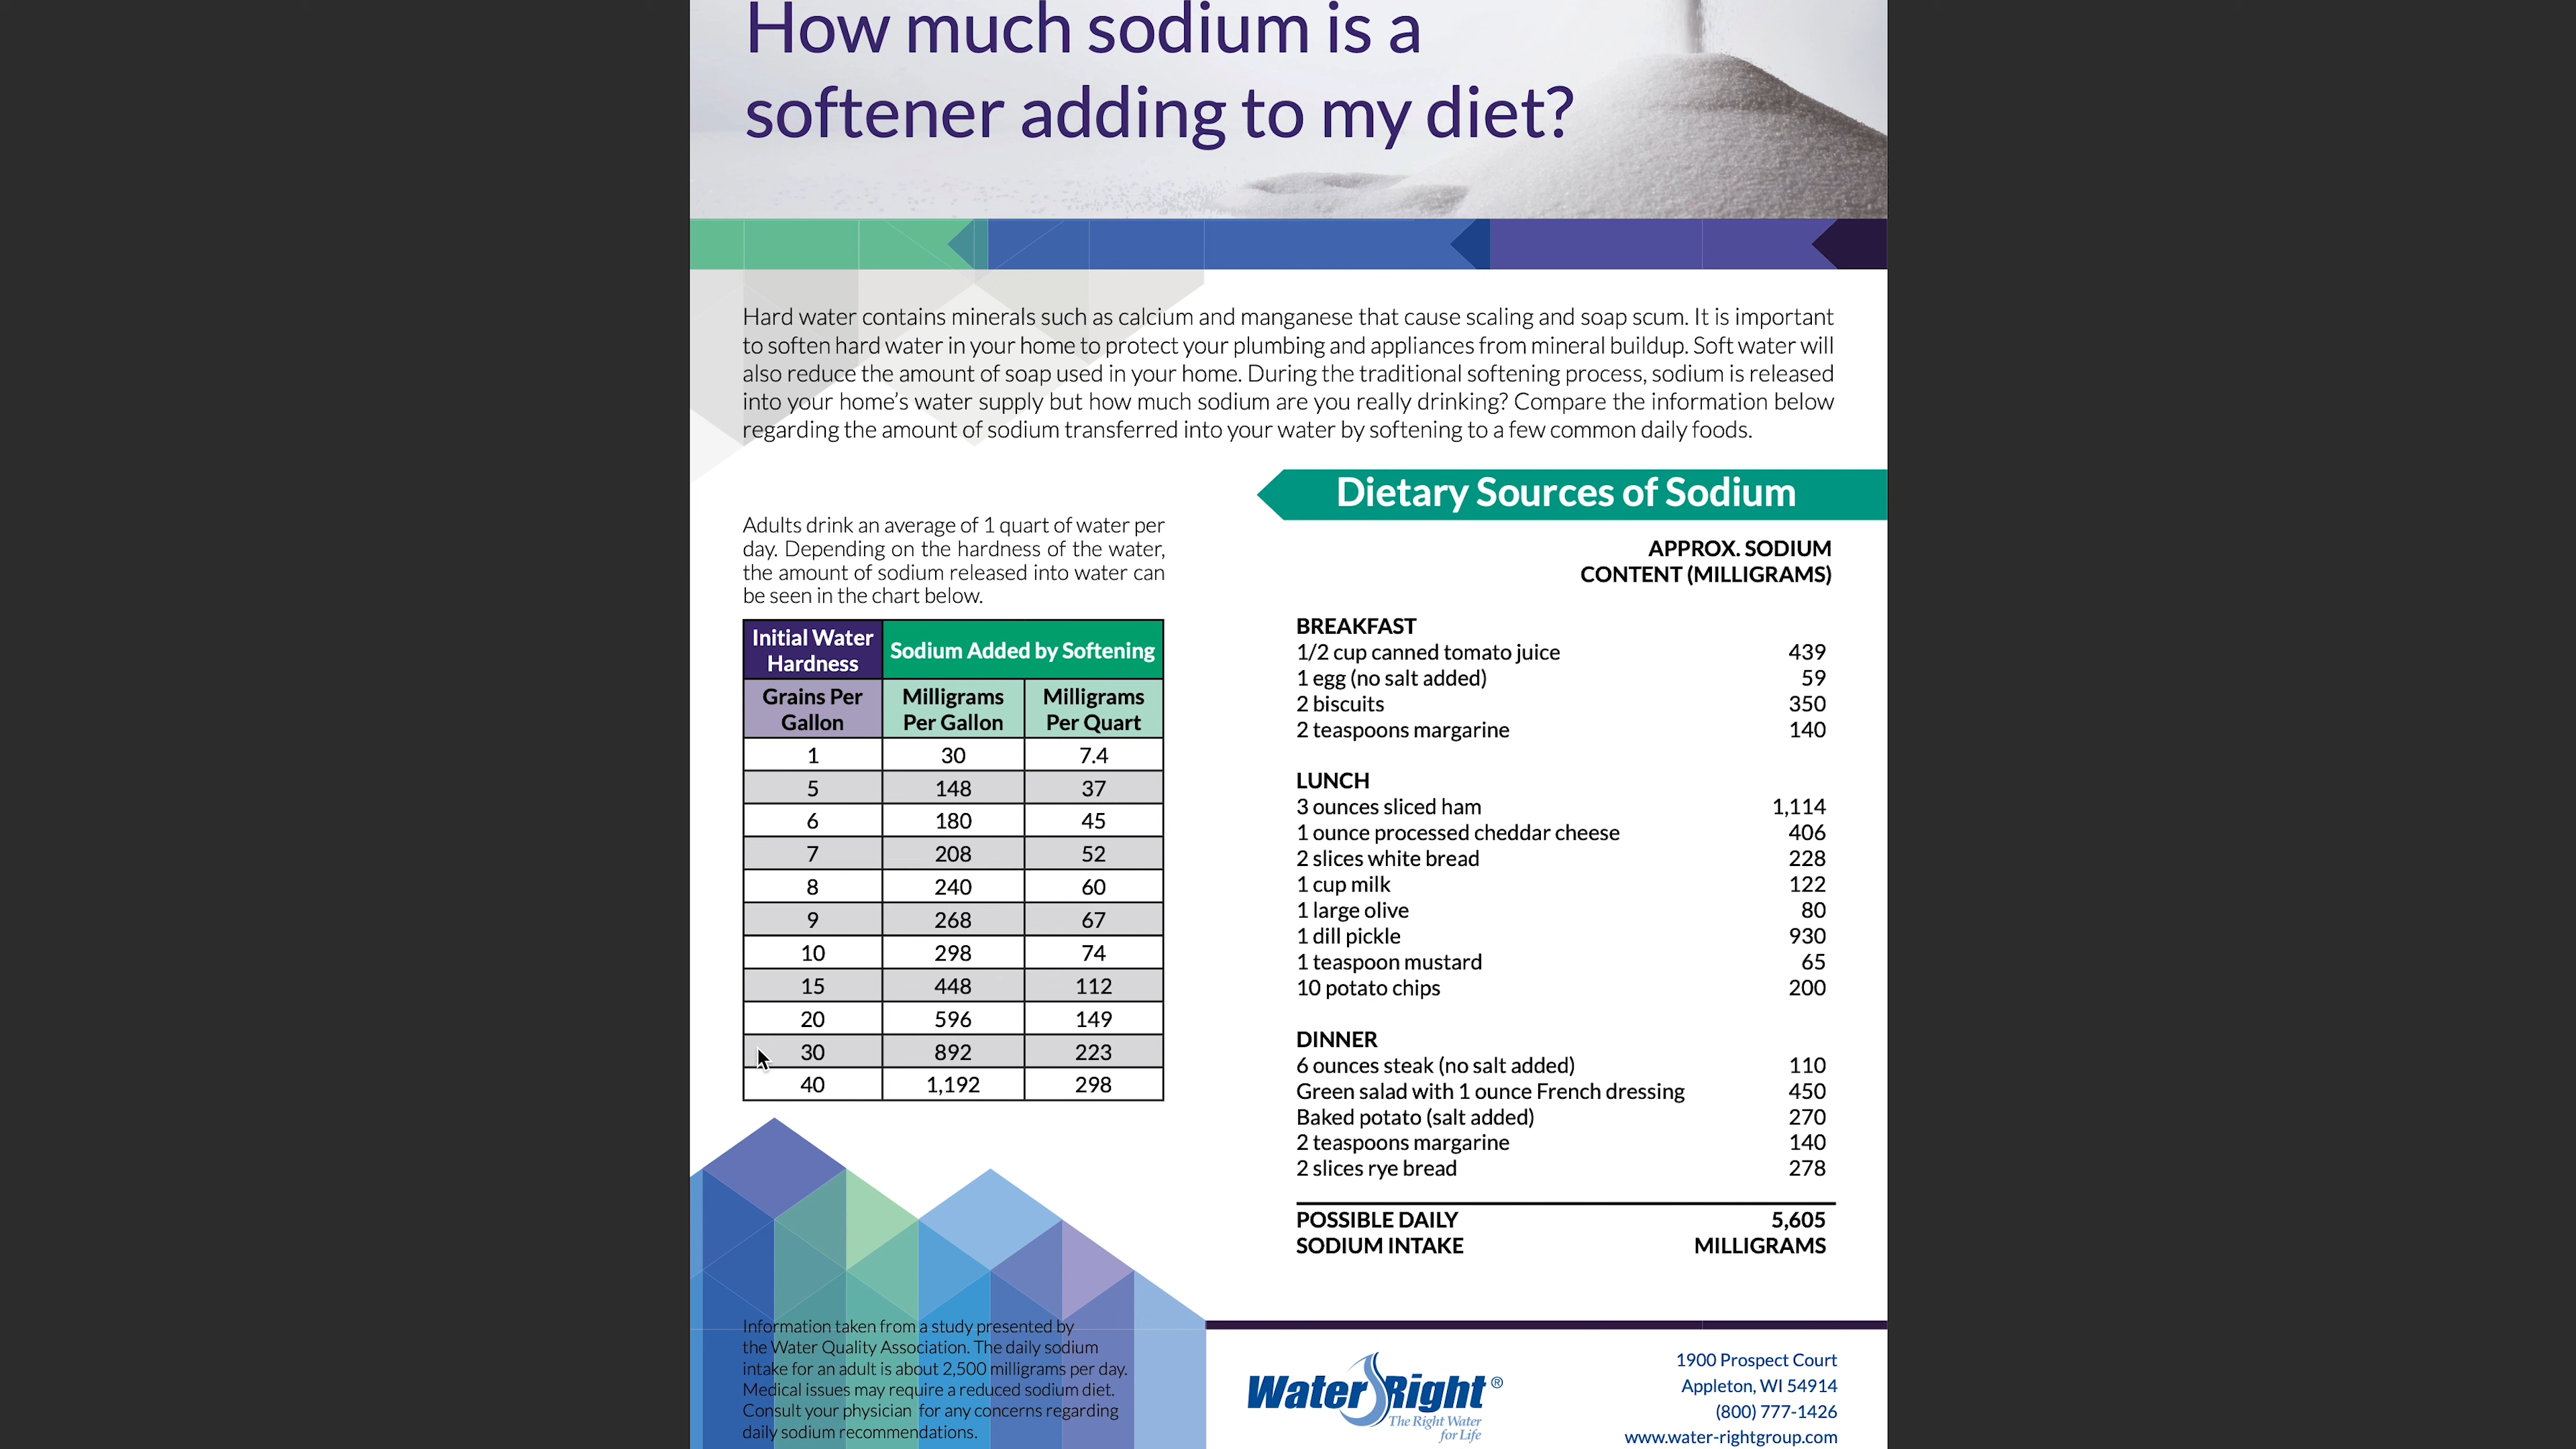 How much sodium is a
softener adding to my diet?
Hard water contains minerals such as calcium and manganese that cause scaling and soap scum. It is important
to soften hard water in your home to protect your plumbing and appliances from mineral buildup. Soft water will
also reduce the amount of soap used in your home. During the traditional softening process, sodium is released
into your home's water supply but how much sodium are you really drinking? Compare the information below
regarding the amount of sodium transferred into your water by softening to a few common daily foods.
Adults drink an average of 1 quart of water per
day. Depending on the hardness of the water,
the amount of sodium released into water can
be seen in the chart below.
Initial Water
Hardness
Sodium Added by Softening
Grains Per
Gallon
Milligrams
Per Gallon
Milligrams
Per Quart
1 30 7.4
5 148 37
6 180 45
7 208 52
8 240 60
9 268 67
10 298 74
15 448 112
20 596 149
30 892 223
40 1,192 298
Dietary Sources of Sodium
APPROX. SODIUM
CONTENT (MILLIGRAMS)
BREAKFAST
1/2 cup canned tomato juice 439
1 egg (no salt added) 59
2 biscuits 350
2 teaspoons margarine 140
LUNCH
3 ounces sliced ham 1,114
1 ounce processed cheddar cheese 406
2 slices white bread 228
1 cup milk 122
1 large olive 80
1 dill pickle 930
1 teaspoon mustard 65
10 potato chips 200
DINNER
6 ounces steak (no salt added) 110
Green salad with 1 ounce French dressing 450
Baked potato (salt added) 270
2 teaspoons margarine 140
2 slices rye bread 278
POSSIBLE DAILY 5,605
SODIUM INTAKE MILLIGRAMS
Information taken from a study presented by
the Water Quality Association. The daily sodium
intake for an adult is about 2,500 milligrams per day.
Medical issues may require a reduced sodium diet.
Consult your physician for any concerns regarding
daily sodium recommendations.
Water Right ®
The Right Water
for Life
1900 Prospect Court
Appleton, WI 54914
(800) 777-1426
www.water-rightgroup.com